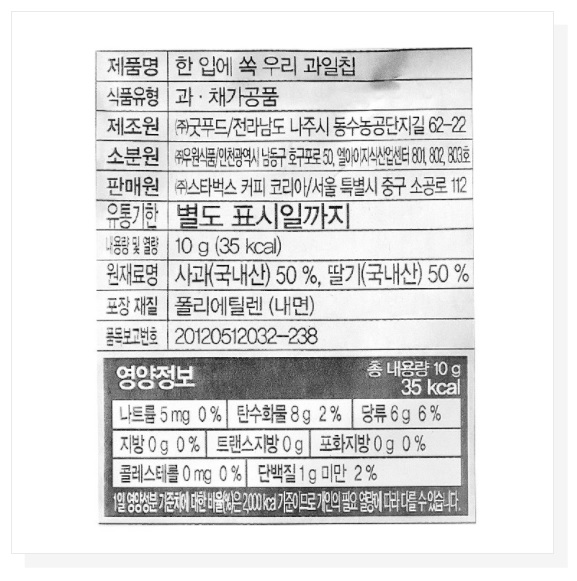 제품명 한 입에 쏙 우리 과일칩
식품유형 과·채가공품
제조원 ㈜굿푸드/전라남도 나주시 동수농공단지길 62-22
소분원 ㈜우원식품/인천광역시 남동구 호구포로 50, 엘아이지식산업센터 801, 802, 803호
판매원 ㈜스타벅스 커피 코리아/서울 특별시 중구 소공로 112
유통기한 별도 표시일까지
내용량 및 열량 10 g (35 kcal)
원재료명 사과(국내산) 50 %, 딸기(국내산) 50 %
포장 재질 폴리에틸렌 (내면)
품목보고번호 20120512032-238
영양정보 총 내용량 10 g
35 kcal
나트륨 5 mg 0 % 탄수화물 8 g 2 % 당류 6 g 6 %
지방 0 g 0 % 트랜스지방 0 g 포화지방 0 g 0 %
콜레스테롤 0 mg 0 % 단백질 1 g 미만 2 %
1일 영양성분 기준치에 대한 비율(%)은 2,000 kcal 기준이므로 개인의 필요 열량에 따라 다를 수 있습니다.